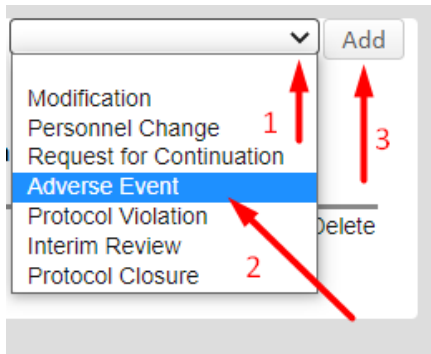 Add
Modification
Personnel Change 1
Request for Continuation 3
Adverse Event
Protocol Violation Delete
Interim Review
Protocol Closure 2